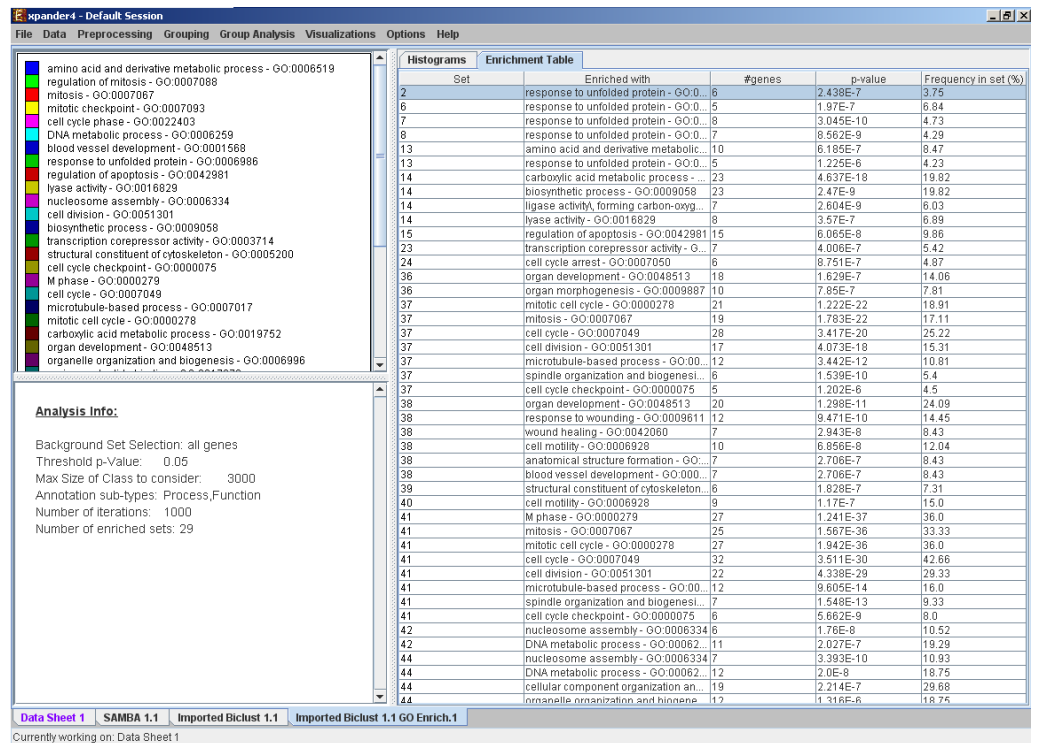 xpander4 - Default Session
File Data Preprocessing Grouping Group Analysis Visualizations Options Help
amino acid and derivative metabolic process - GO:0006519
regulation of mitosis - GO:0007088
mitosis - GO:0007067
mitotic checkpoint - GO:0007093
cell cycle phase - GO:0022403
DNA metabolic process - GO:0006259
blood vessel development - GO:0001568
response to unfolded protein - GO:0006986
regulation of apoptosis - GO:0042981
lyase activity - GO:0016829
nucleosome assembly - GO:0006334
cell division - GO:0051301
biosynthetic process - GO:0009058
transcription corepressor activity - GO:0003714
structural constituent of cytoskeleton - GO:0005200
cell cycle checkpoint - GO:0000075
M phase - GO:0000279
cell cycle - GO:0007049
microtubule-based process - GO:0007017
mitotic cell cycle - GO:0000278
carboxylic acid metabolic process - GO:0019752
organ development - GO:0048513
organelle organization and biogenesis - GO:0006996
Analysis Info:
Background Set Selection: all genes
Threshold p-Value: 0.05
Max Size of Class to consider: 3000
Annotation sub-types: Process,Function
Number of iterations: 1000
Number of enriched sets: 29
Histograms Enrichment Table
Set Enriched with #genes p-value Frequency in set (%)
2 response to unfolded protein - GO:0... 6 2.438E-7 3.75
6 response to unfolded protein - GO:0... 5 1.97E-7 6.84
7 response to unfolded protein - GO:0... 8 3.045E-10 4.73
8 response to unfolded protein - GO:0... 7 8.562E-9 4.29
13 amino acid and derivative metabolic... 10 6.185E-7 8.47
13 response to unfolded protein - GO:0... 5 1.225E-6 4.23
14 carboxylic acid metabolic process - ... 23 4.637E-18 19.82
14 biosynthetic process - GO:0009058 23 2.47E-9 19.82
14 ligase activity\, forming carbon-oxyg... 7 2.604E-9 6.03
14 lyase activity - GO:0016829 8 3.57E-7 6.89
15 regulation of apoptosis - GO:0042981 15 6.065E-8 9.86
23 transcription corepressor activity - G... 7 4.006E-7 5.42
24 cell cycle arrest - GO:0007050 6 8.751E-7 4.87
36 organ development - GO:0048513 18 1.629E-7 14.06
36 organ morphogenesis - GO:0009887 10 7.85E-7 7.81
37 mitotic cell cycle - GO:0000278 21 1.222E-22 18.91
37 mitosis - GO:0007067 19 1.783E-22 17.11
37 cell cycle - GO:0007049 28 3.417E-20 25.22
37 cell division - GO:0051301 17 4.073E-18 15.31
37 microtubule-based process - GO:00... 12 3.442E-12 10.81
37 spindle organization and biogenesi... 6 1.539E-10 5.4
37 cell cycle checkpoint - GO:0000075 5 1.202E-6 4.5
38 organ development - GO:0048513 20 1.298E-11 24.09
38 response to wounding - GO:0009611 12 9.471E-10 14.45
38 wound healing - GO:0042060 7 2.943E-8 8.43
38 cell motility - GO:0006928 10 6.856E-8 12.04
38 anatomical structure formation - GO:... 7 2.706E-7 8.43
38 blood vessel development - GO:000... 7 2.706E-7 8.43
39 structural constituent of cytoskeleton... 6 1.828E-7 7.31
40 cell motility - GO:0006928 9 1.17E-7 15.0
41 M phase - GO:0000279 27 1.241E-37 36.0
41 mitosis - GO:0007067 25 1.567E-36 33.33
41 mitotic cell cycle - GO:0000278 27 1.942E-36 36.0
41 cell cycle - GO:0007049 32 3.511E-30 42.66
41 cell division - GO:0051301 22 4.338E-29 29.33
41 microtubule-based process - GO:00... 12 9.605E-14 16.0
41 spindle organization and biogenesi... 7 1.548E-13 9.33
41 cell cycle checkpoint - GO:0000075 6 5.662E-9 8.0
42 nucleosome assembly - GO:0006334 6 1.76E-8 10.52
42 DNA metabolic process - GO:00062... 11 2.027E-7 19.29
44 nucleosome assembly - GO:0006334 7 3.393E-10 10.93
44 DNA metabolic process - GO:00062... 12 2.0E-8 18.75
44 cellular component organization an... 19 2.214E-7 29.68
44 organelle organization and biogene... 12 1.316E-6 18.75
Data Sheet 1 SAMBA 1.1 Imported Biclust 1.1 Imported Biclust 1.1 GO Enrich.1
Currently working on: Data Sheet 1